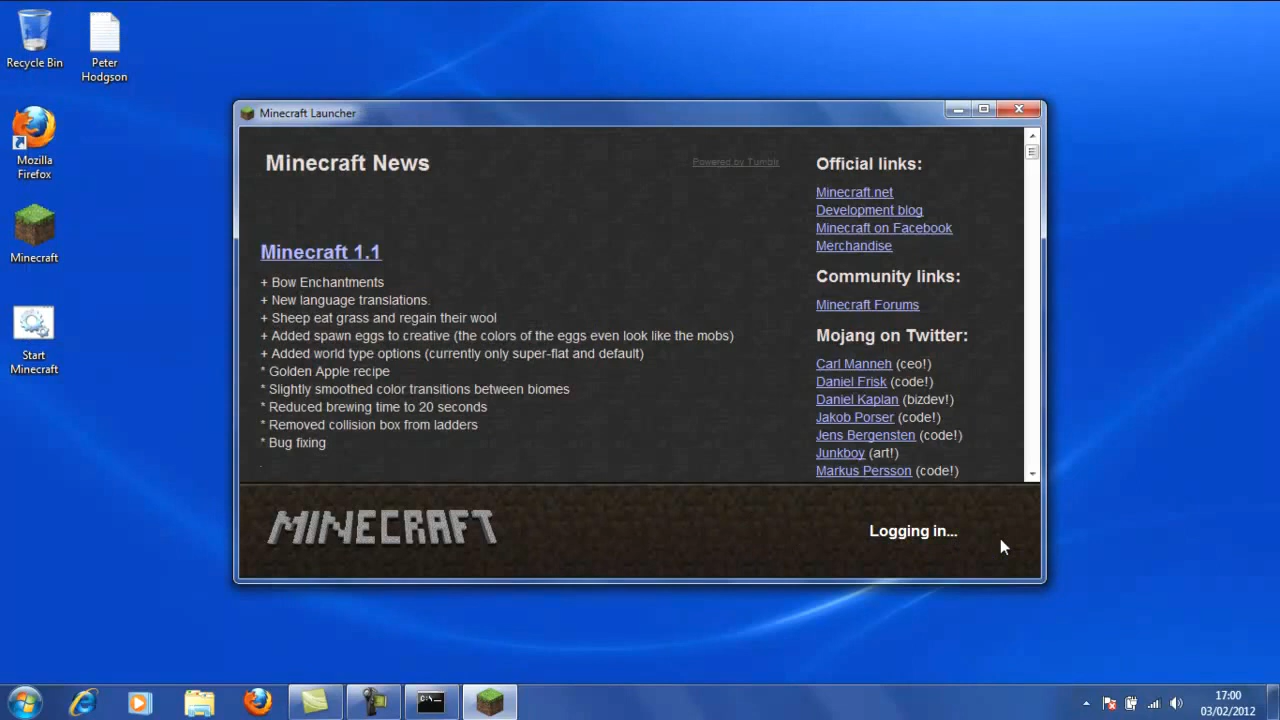 Recycle Bin
Peter
Hodgson
Mozilla
Firefox
Minecraft
Start
Minecraft
Minecraft Launcher
Minecraft News
Powered by Tumblr
Minecraft 1.1
+ Bow Enchantments
+ New language translations.
+ Sheep eat grass and regain their wool
+ Added spawn eggs to creative (the colors of the eggs even look like the mobs)
+ Added world type options (currently only super-flat and default)
* Golden Apple recipe
* Slightly smoothed color transitions between biomes
* Reduced brewing time to 20 seconds
* Removed collision box from ladders
* Bug fixing
Official links:
Minecraft.net
Development blog
Minecraft on Facebook
Merchandise
Community links:
Minecraft Forums
Mojang on Twitter:
Carl Manneh (ceo!)
Daniel Frisk (code!)
Daniel Kaplan (bizdev!)
Jakob Porser (code!)
Jens Bergensten (code!)
Junkboy (art!)
Markus Persson (code!)
MINECRAFT
Logging in...
C:\_
17:00
03/02/2012